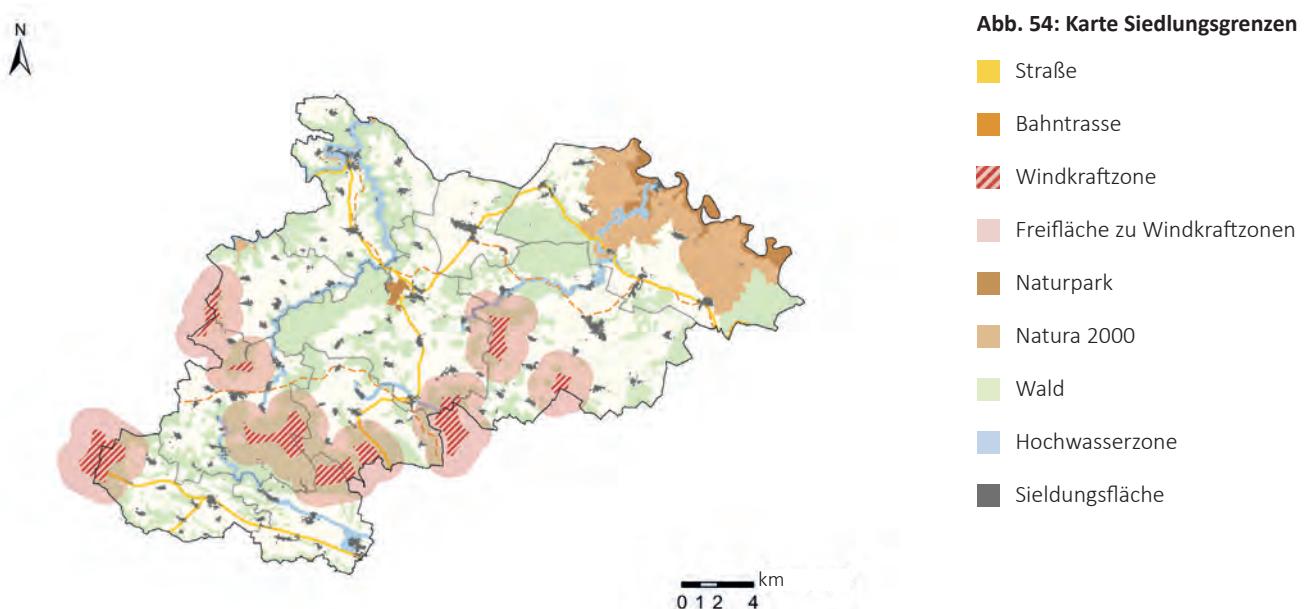 N
Abb. 54: Karte Siedlungsgrenzen
Straße
Bahntrasse
Windkraftzone
Freifläche zu Windkraftzonen
Naturpark
Natura 2000
Wald
Hochwasserzone
Sieldungsfläche
km
0 1 2 4